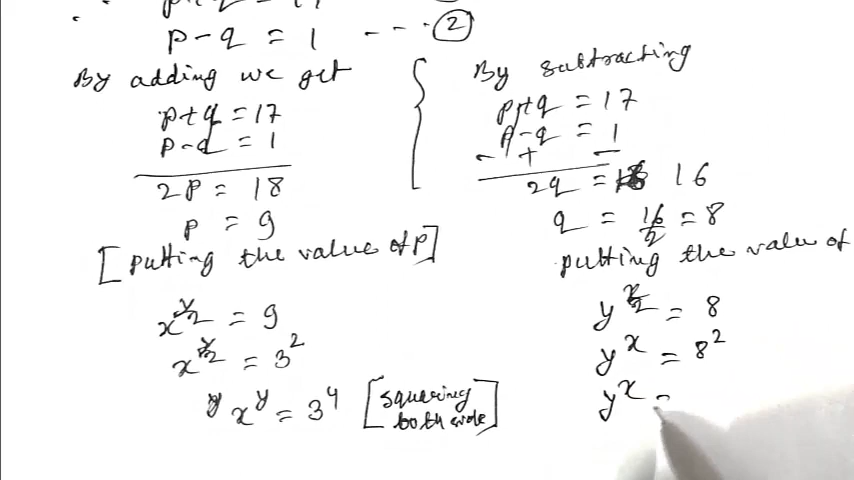 p - q = 1 ---- ②
By adding we get
p+q = 17
p-q = 1
2p = 18
p = 9
[putting the value of p]
x^y/2 = 9
x^y/2 = 3^2
x^y = 3^4 [squaring both side]
By subtracting
p+q = 17
p-q = 1
- + -
2q = 16
q = 16/2 = 8
putting the value of
y^x/2 = 8
y^x = 8^2
y^x =